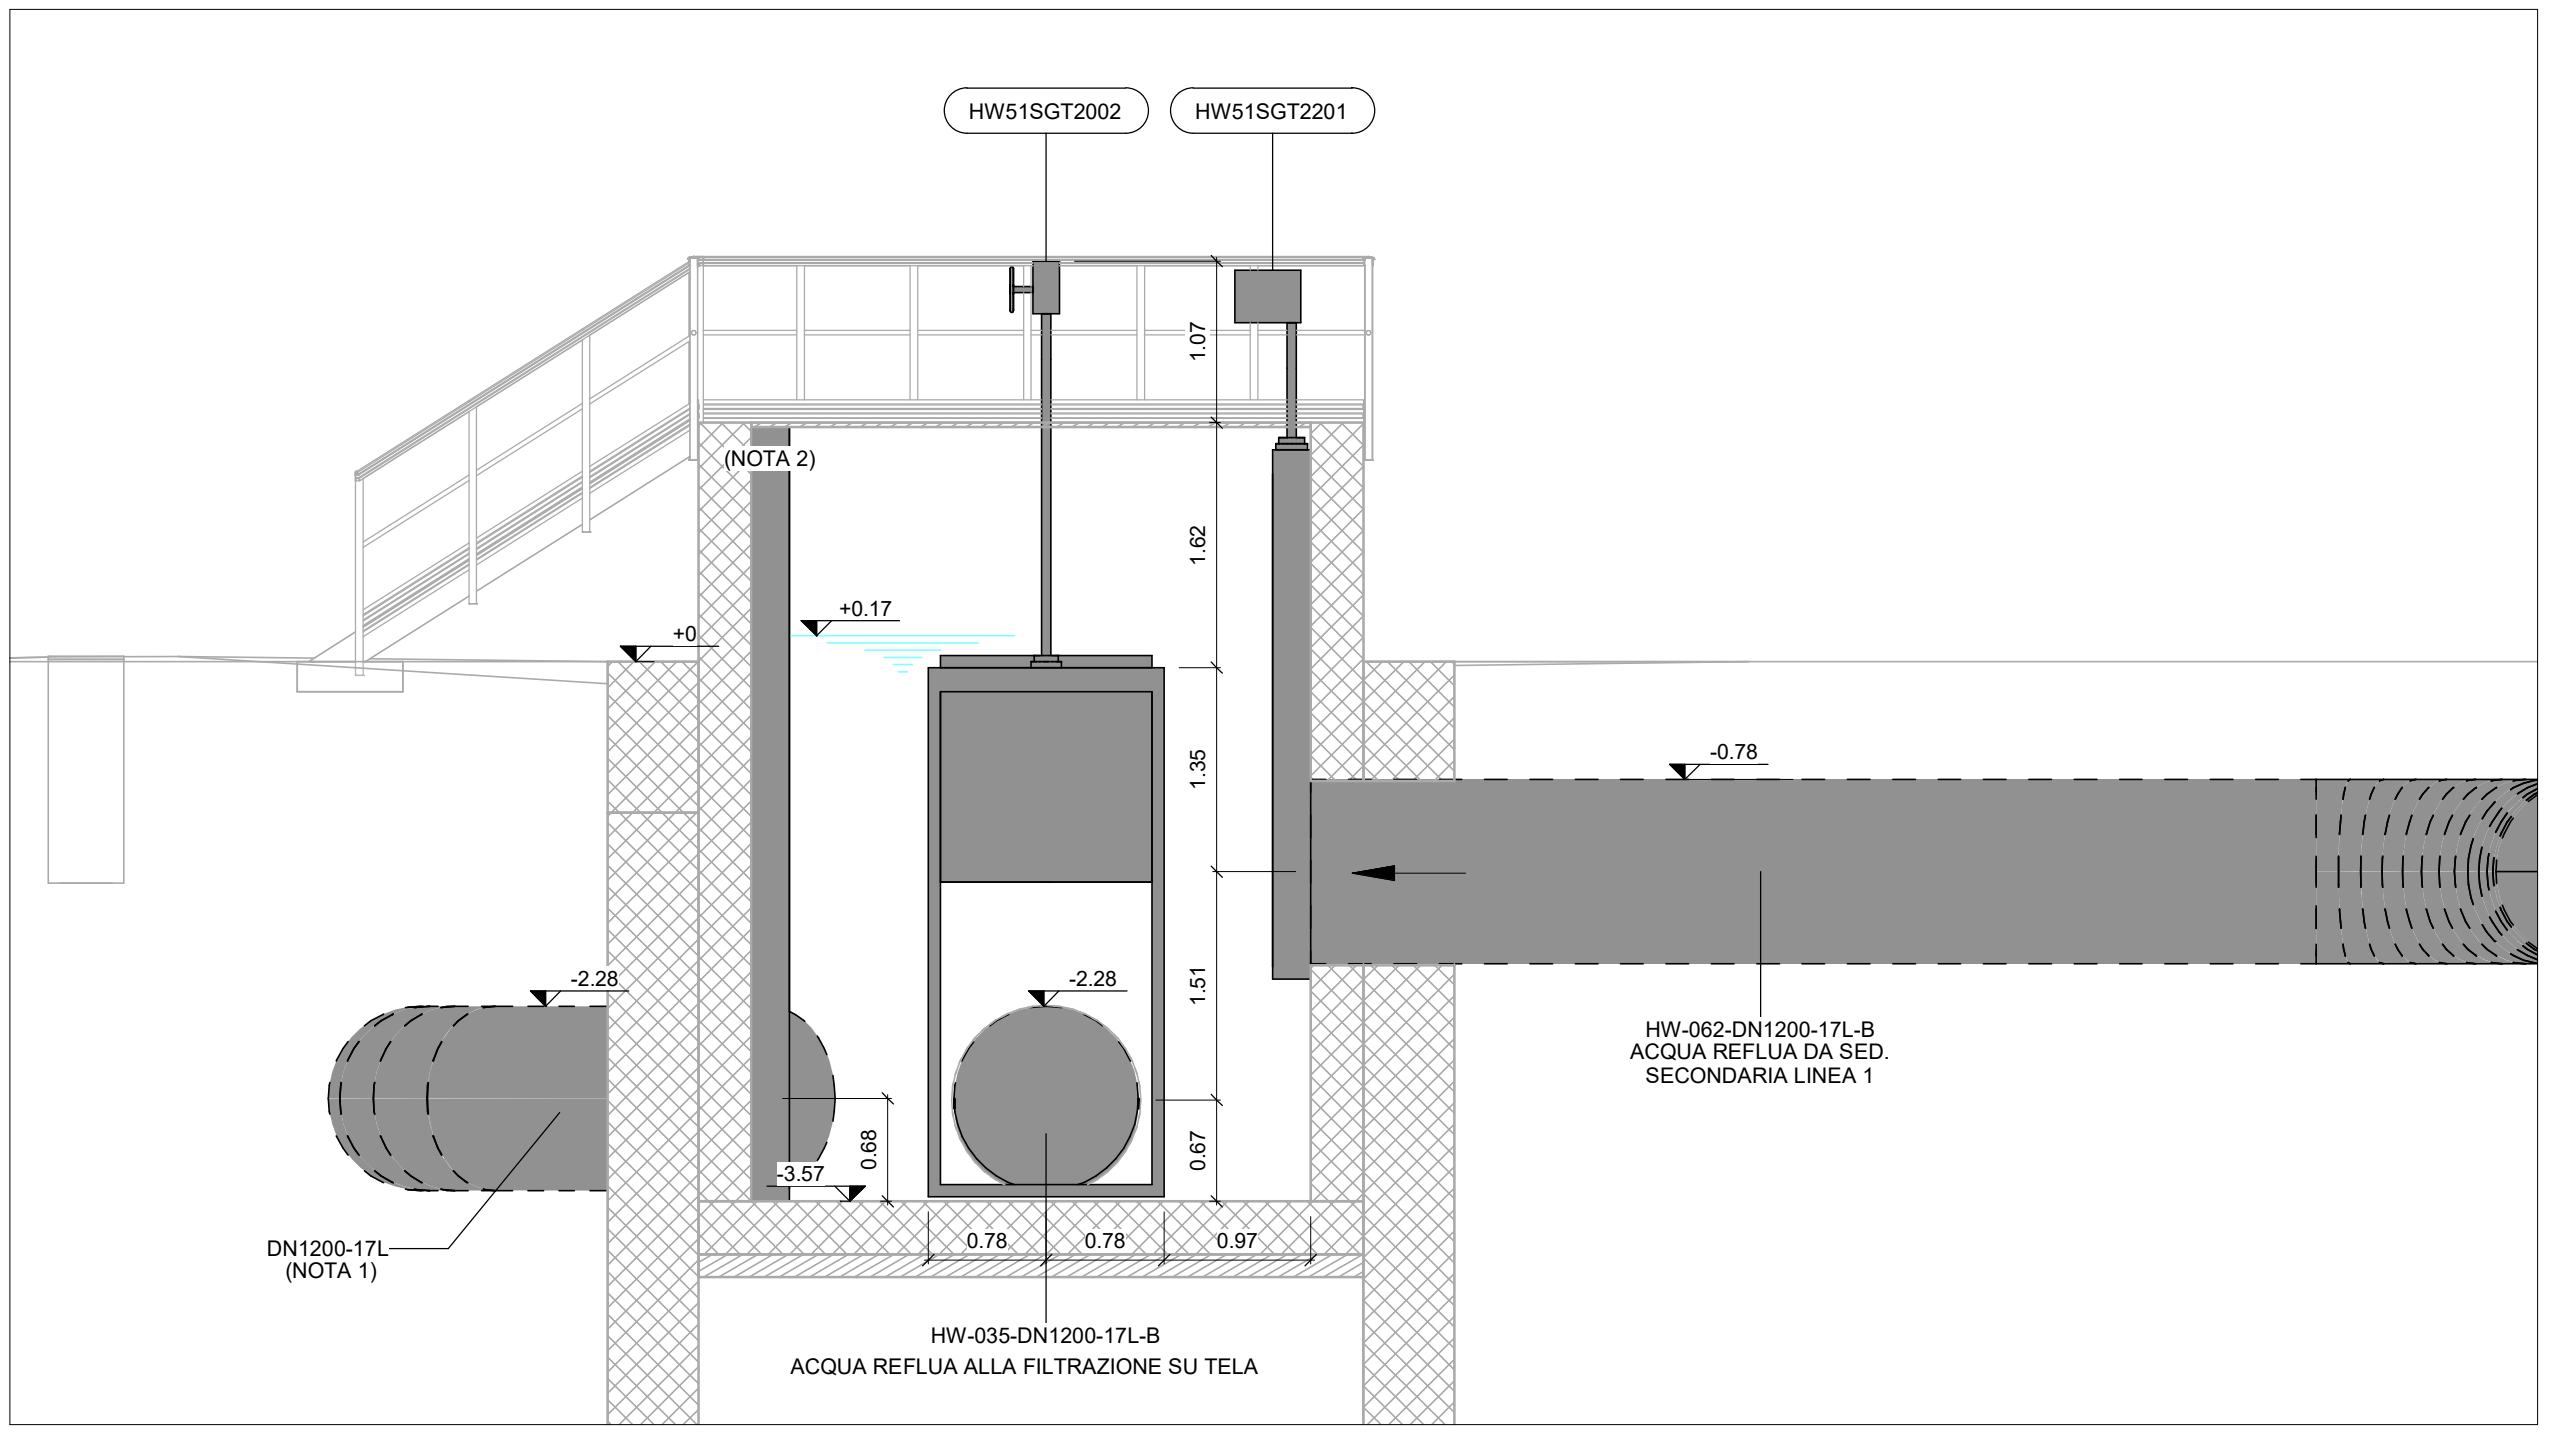 HW51SGT2002
HW51SGT2201
1.07
(NOTA 2)
1.62
+0.17
+0
-0.78
1.35
-2.28
-2.28
1.51
HW-062-DN1200-17L-B
ACQUA REFLUA DA SED.
SECONDARIA LINEA 1
0.68
0.67
-3.57
DN1200-17L
(NOTA 1)
0.78
0.78
0.97
HW-035-DN1200-17L-B
ACQUA REFLUA ALLA FILTRAZIONE SU TELA